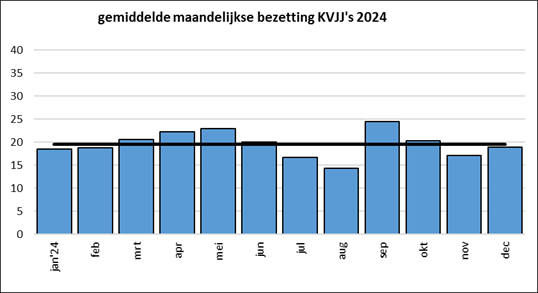 gemiddelde maandelijkse bezetting KVJJ's 2024
40
35
30
25
20
15
10
5
0
jan'24
feb
mrt
apr
mei
jun
jul
aug
sep
okt
nov
dec